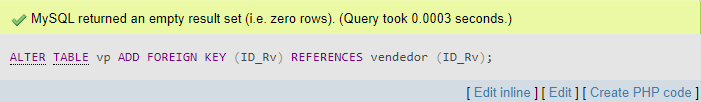 MySQL returned an empty result set (i.e. zero rows). (Query took 0.0003 seconds.)
ALTER TABLE vp ADD FOREIGN KEY (ID_Rv) REFERENCES vendedor (ID_Rv);
[ Edit inline ] [ Edit ] [ Create PHP code ]